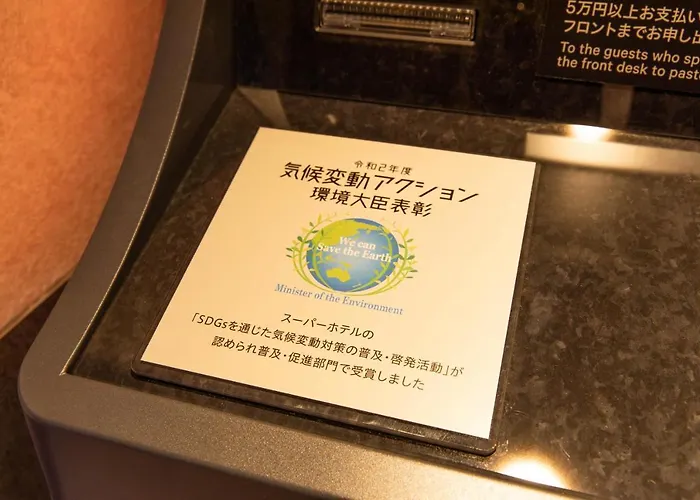 5万円以上お支払い
フロントまでお申し出
To the guests who sp
the front desk to past
令和2年度
気候変動アクション
環境大臣表彰
We can
Save the Earth
Minister of the Environment
スーパーホテルの
「SDGsを通じた気候変動対策の普及・啓発活動」が
認められ普及・促進部門で受賞しました